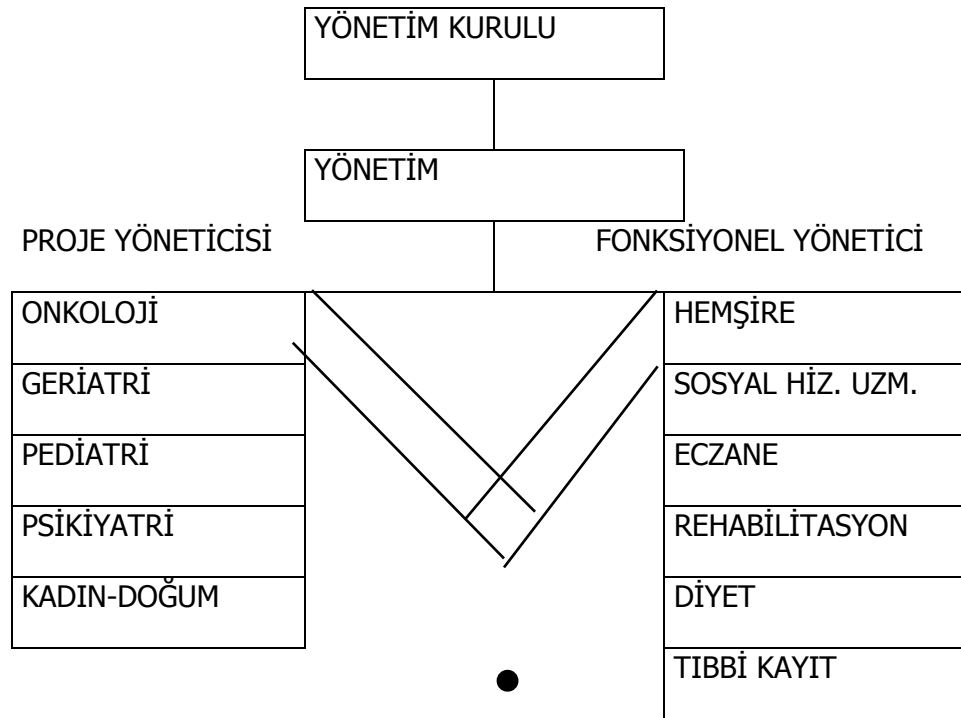 YÖNETİM KURULU
YÖNETİM
PROJE YÖNETİCİSİ
FONKSİYONEL YÖNETİCİ
ONKOLOJİ
GERİATRİ
PEDİATRİ
PSİKİYATRİ
KADIN-DOĞUM
HEMŞİRE
SOSYAL HİZ. UZM.
ECZANE
REHABİLİTASYON
DİYET
TIBBİ KAYIT